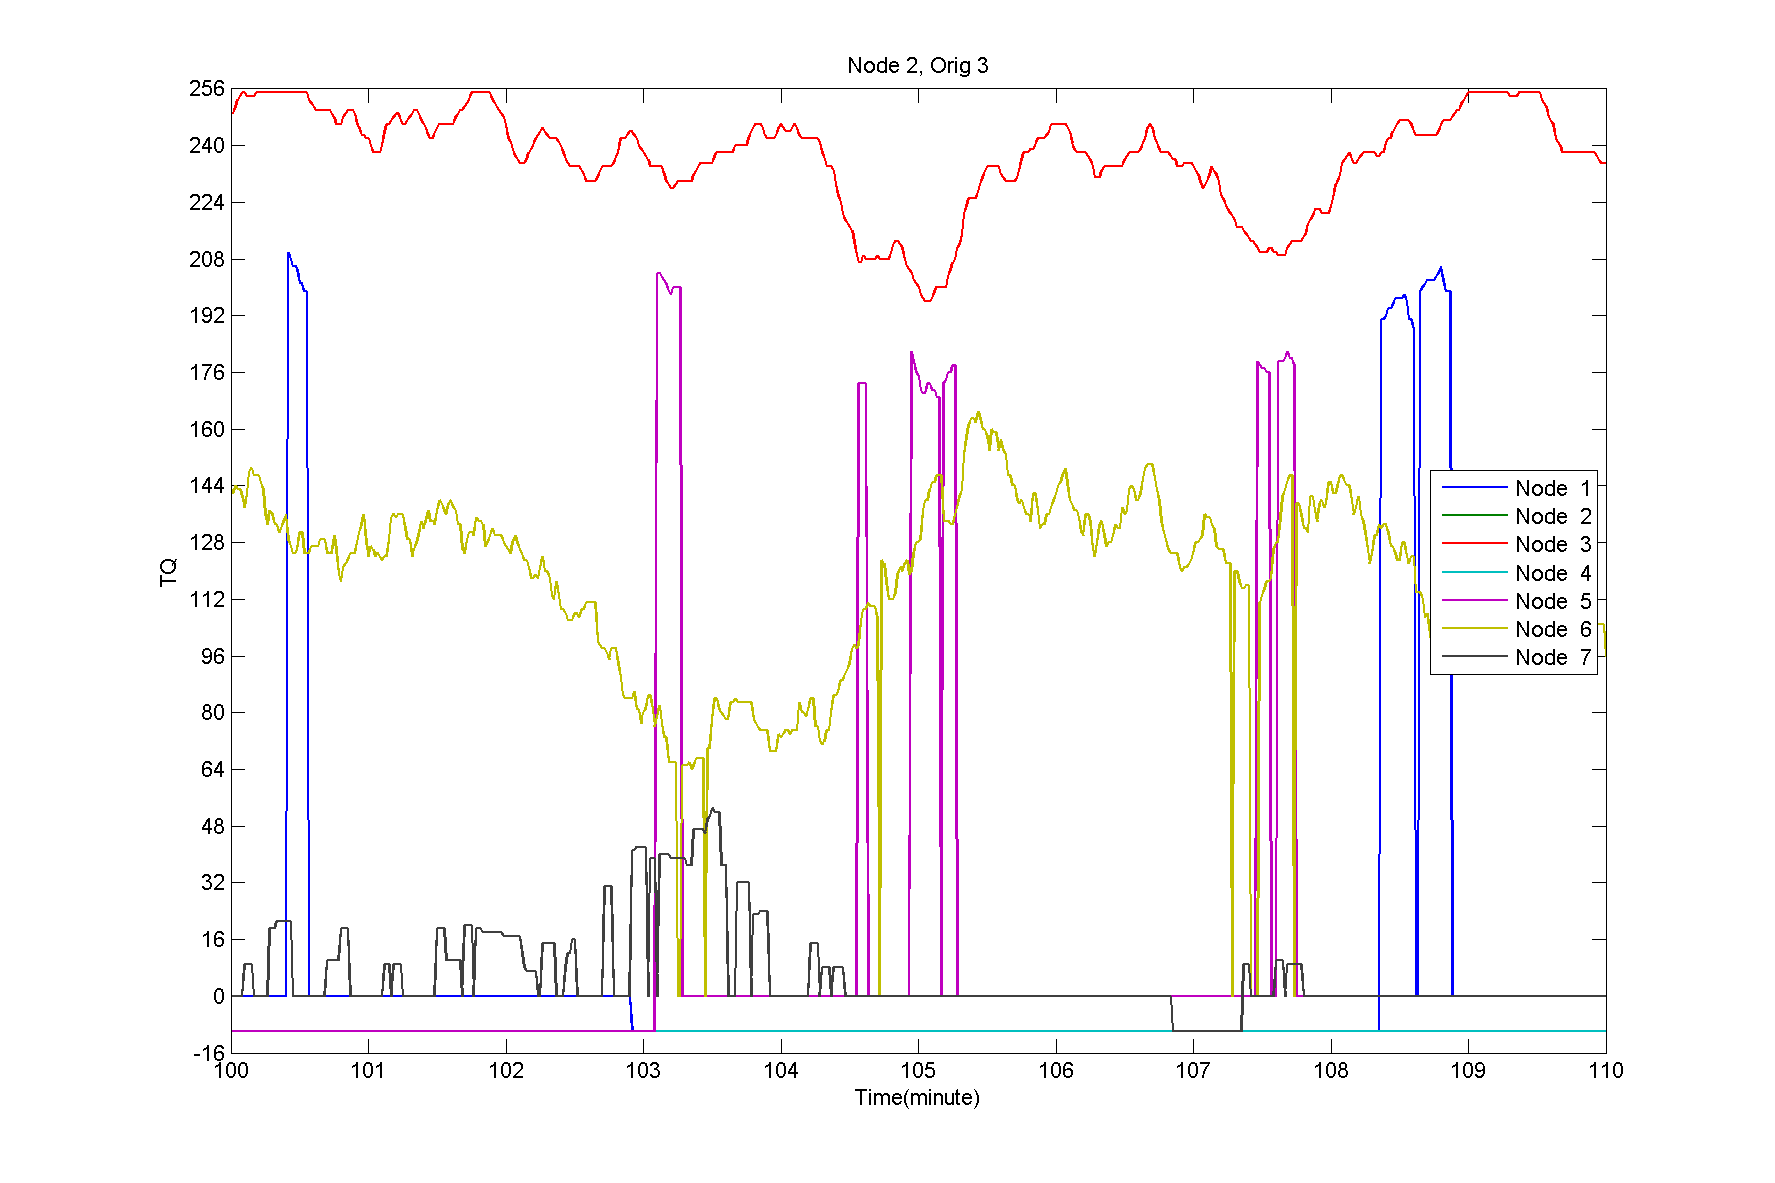 Node 2, Orig 3
256
240
224
208
192
176
160
144
128
112
96
80
64
48
32
16
0
-16
TQ
Node 1
Node 2
Node 3
Node 4
Node 5
Node 6
Node 7
100 101 102 103 104 105 106 107 108 109 110
Time(minute)